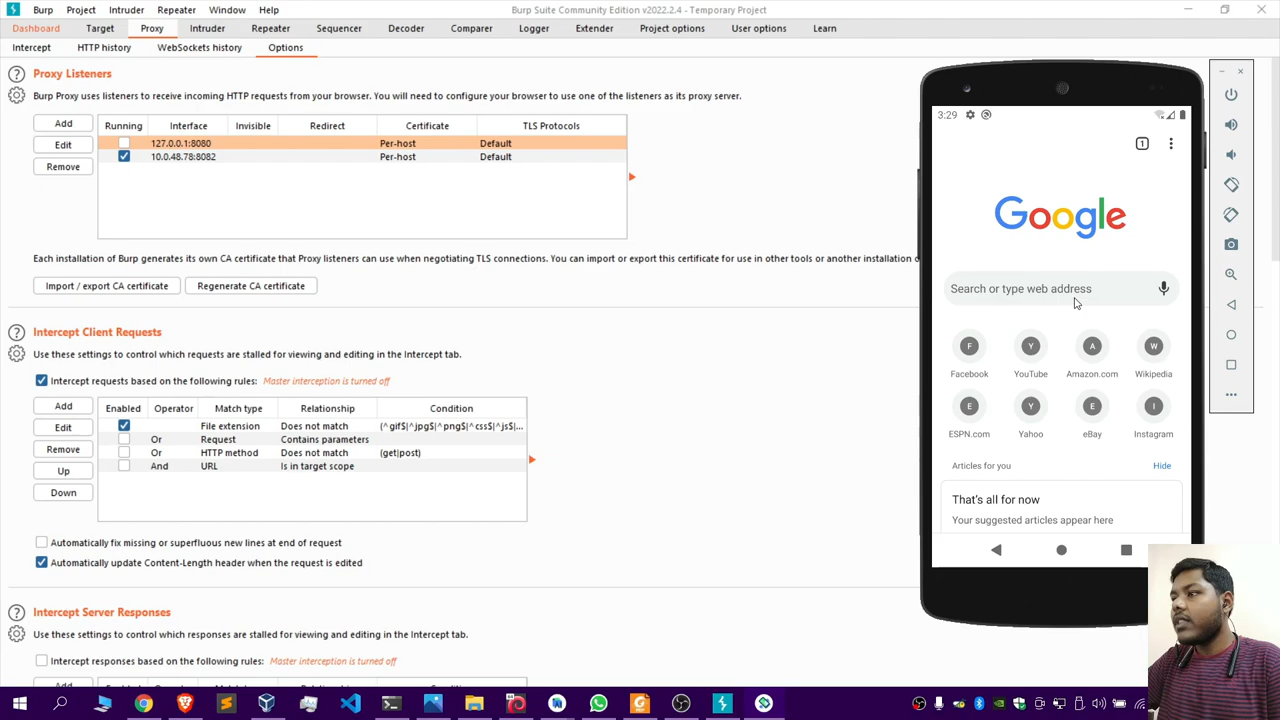 Burp Project Intruder Repeater Window Help Burp Suite Community Edition v2022.2.4 - Temporary Project
Dashboard Target Proxy Intruder Repeater Sequencer Decoder Comparer Logger Extender Project options User options Learn
Intercept HTTP history WebSockets history Options
? Proxy Listeners
Burp Proxy uses listeners to receive incoming HTTP requests from your browser. You will need to configure your browser to use one of the listeners as its proxy server.
Add
Edit
Remove
Running Interface Invisible Redirect Certificate TLS Protocols
127.0.0.1:8080 Per-host Default
10.0.48.78:8082 Per-host Default
Each installation of Burp generates its own CA certificate that Proxy listeners can use when negotiating TLS connections. You can import or export this certificate for use in other tools or another installation o
Import / export CA certificate Regenerate CA certificate
? Intercept Client Requests
Use these settings to control which requests are stalled for viewing and editing in the Intercept tab.
Intercept requests based on the following rules: Master interception is turned off
Add
Edit
Remove
Up
Down
Enabled Operator Match type Relationship Condition
File extension Does not match (^gif$|^jpg$|^png$|^css$|^js$|...
Or Request Contains parameters
Or HTTP method Does not match (get|post)
And URL Is in target scope
Automatically fix missing or superfluous new lines at end of request
Automatically update Content-Length header when the request is edited
? Intercept Server Responses
Use these settings to control which responses are stalled for viewing and editing in the Intercept tab.
Intercept responses based on the following rules: Master interception is turned off
Add
3:29
1
Google
Search or type web address
F Y A W
Facebook YouTube Amazon.com Wikipedia
E Y E I
ESPN.com Yahoo eBay Instagram
Articles for you Hide
That's all for now
Your suggested articles appear here